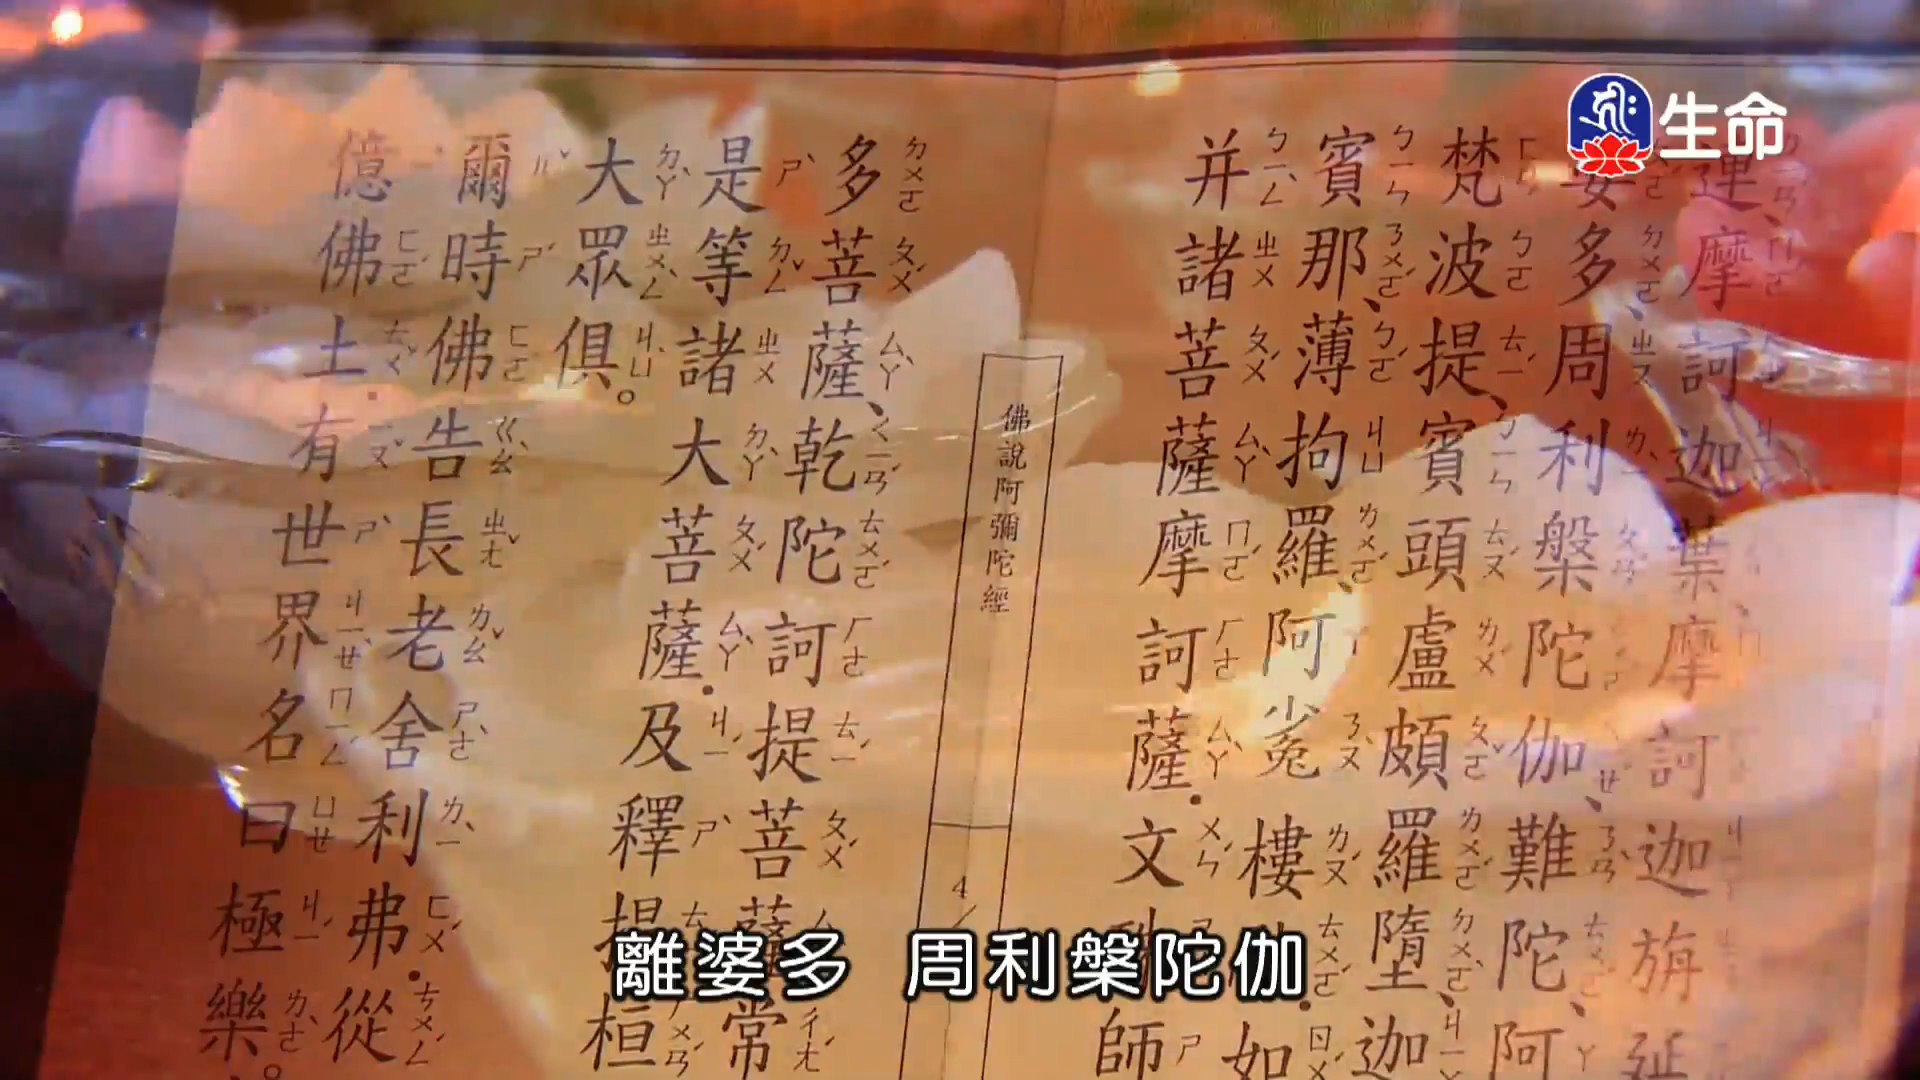 生命
連、摩訶迦葉、摩訶迦旃延
婆多、周利槃陀伽、難陀、阿
梵波提、賓頭盧頗羅墮、迦
賓那、薄拘羅、阿㝹樓如
并諸菩薩摩訶薩．文殊師
佛說阿彌陀經
4
多菩薩、乾陀訶提菩薩常
是等諸大菩薩．及釋提桓
大眾俱。
爾時佛告長老舍利弗．從
億佛土．有世界名曰極樂。
離婆多 周利槃陀伽